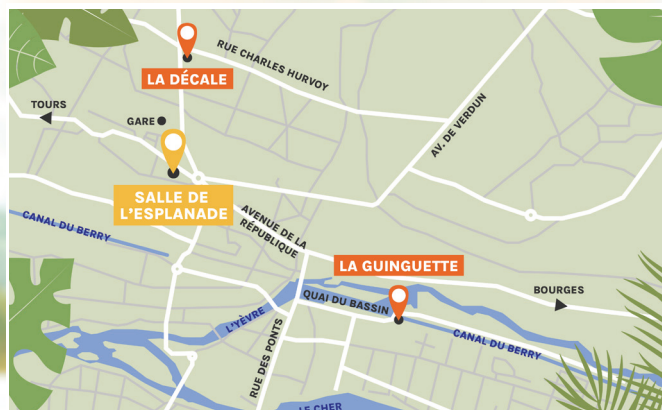 RUE CHARLES HURVOY
LA DÉCALE
TOURS
GARE
AV. DE VERDUN
SALLE DE
L'ESPLANADE
AVENUE DE LA
RÉPUBLIQUE
CANAL DU BERRY
LA GUINGUETTE
BOURGES
QUAI DU BASSIN
L'YÈVRE
CANAL DU BERRY
RUE DES PONTS
LE CHER